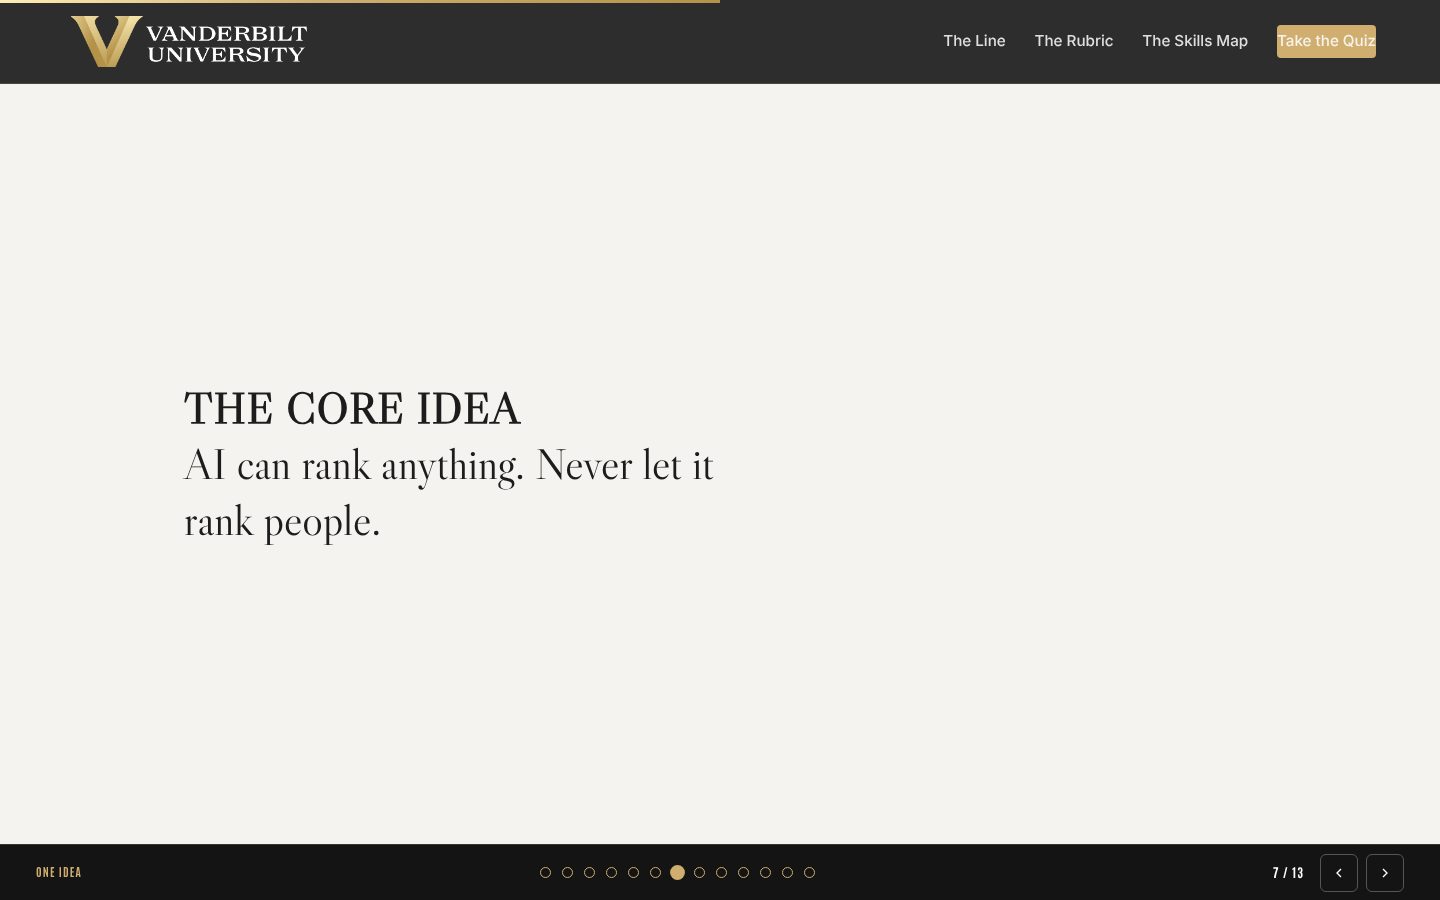 VANDERBILT
UNIVERSITY
The Line
The Rubric
The Skills Map
Take the Quiz
THE CORE IDEA
AI can rank anything. Never let it
rank people.
ONE IDEA
7 / 13